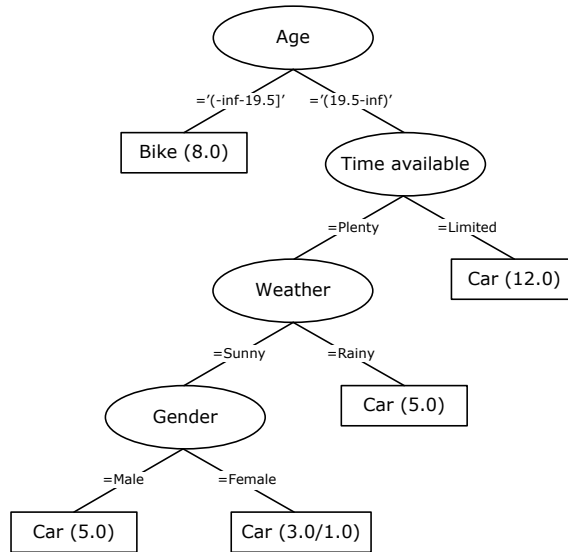 Age
='(-inf-19.5]'
='(19.5-inf)'
Bike (8.0)
Time available
=Plenty
=Limited
Weather
Car (12.0)
=Sunny
=Rainy
Gender
Car (5.0)
=Male
=Female
Car (5.0)
Car (3.0/1.0)